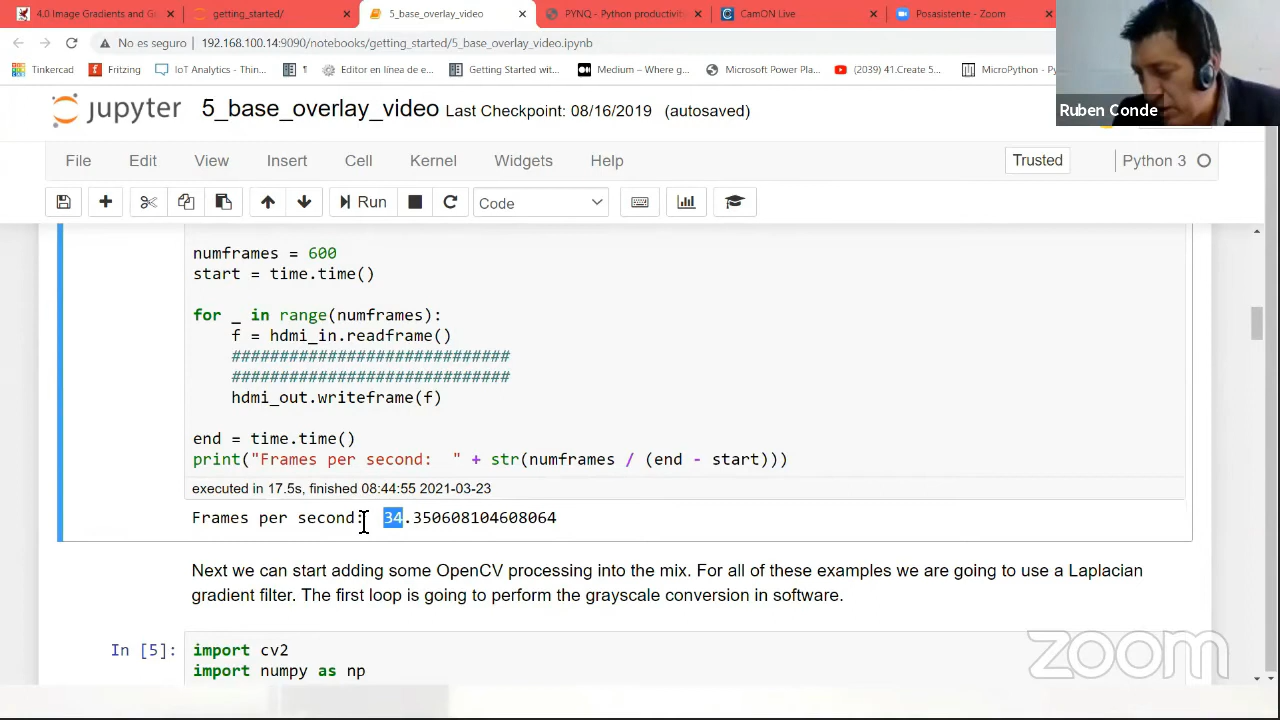 4.0 Image Gradients and G
getting_started/
5_base_overlay_video
PYNQ - Python productivity
CamON Live
Posasistente - Zoom
No es seguro 192.168.100.14:9090/notebooks/getting_started/5_base_overlay_video.ipynb
Tinkercad
Fritzing
IoT Analytics - Thin...
¶
Editor en línea de e...
Getting Started wit...
Medium – Where g...
Microsoft Power Pla...
(2039) 41.Create 5...
MicroPython - Py
Ruben Conde
jupyter 5_base_overlay_video Last Checkpoint: 08/16/2019 (autosaved)
File Edit View Insert Cell Kernel Widgets Help Trusted Python 3
Run Code
numframes = 600
start = time.time()
for _ in range(numframes):
f = hdmi_in.readframe()
#############################
#############################
hdmi_out.writeframe(f)
end = time.time()
print("Frames per second:  " + str(numframes / (end - start)))
executed in 17.5s, finished 08:44:55 2021-03-23
Frames per second:  34.350608104608064
Next we can start adding some OpenCV processing into the mix. For all of these examples we are going to use a Laplacian
gradient filter. The first loop is going to perform the grayscale conversion in software.
In [5]: import cv2
import numpy as np
zoom